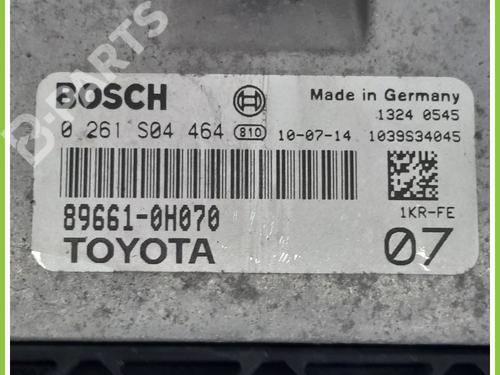 B-PARTS
BOSCH
Made in Germany
1324 0545
0 261 S04 464 810 10-07-14 1039S34045
89661-0H070
1KR-FE
TOYOTA
07